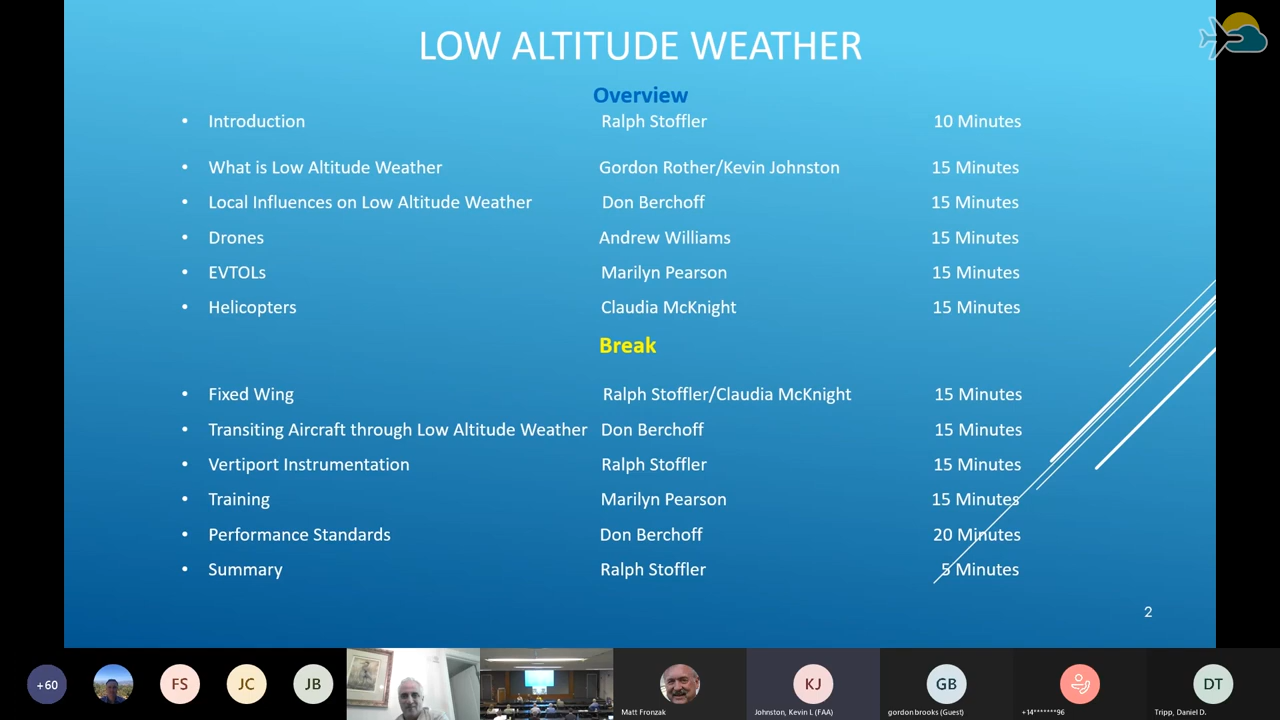 LOW ALTITUDE WEATHER
Overview
• Introduction Ralph Stoffler 10 Minutes
• What is Low Altitude Weather Gordon Rother/Kevin Johnston 15 Minutes
• Local Influences on Low Altitude Weather Don Berchoff 15 Minutes
• Drones Andrew Williams 15 Minutes
• EVTOLs Marilyn Pearson 15 Minutes
• Helicopters Claudia McKnight 15 Minutes
Break
• Fixed Wing Ralph Stoffler/Claudia McKnight 15 Minutes
• Transiting Aircraft through Low Altitude Weather Don Berchoff 15 Minutes
• Vertiport Instrumentation Ralph Stoffler 15 Minutes
• Training Marilyn Pearson 15 Minutes
• Performance Standards Don Berchoff 20 Minutes
• Summary Ralph Stoffler 5 Minutes
2
+60 FS JC JB KJ GB DT
Matt Fronzak Johnston, Kevin L (FAA) gordon.brooks (Guest) +14*******96 Tripp, Daniel D.